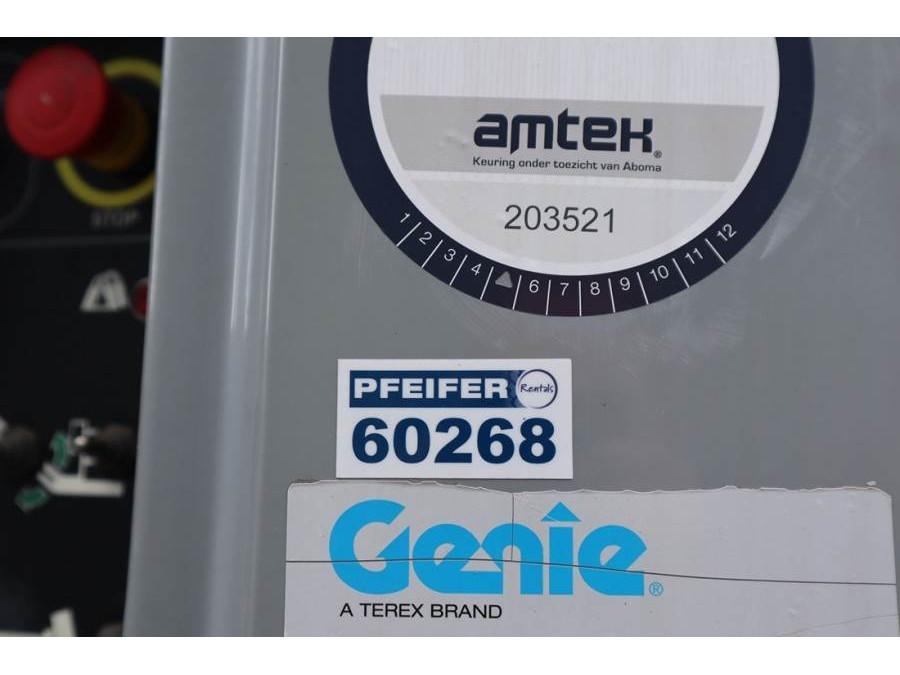 STOP
amtek®
Keuring onder toezicht van Aboma
203521
1 2 3 4 6 7 8 9 10 11 12
PFEIFER Rentals
60268
Genie®
A TEREX BRAND